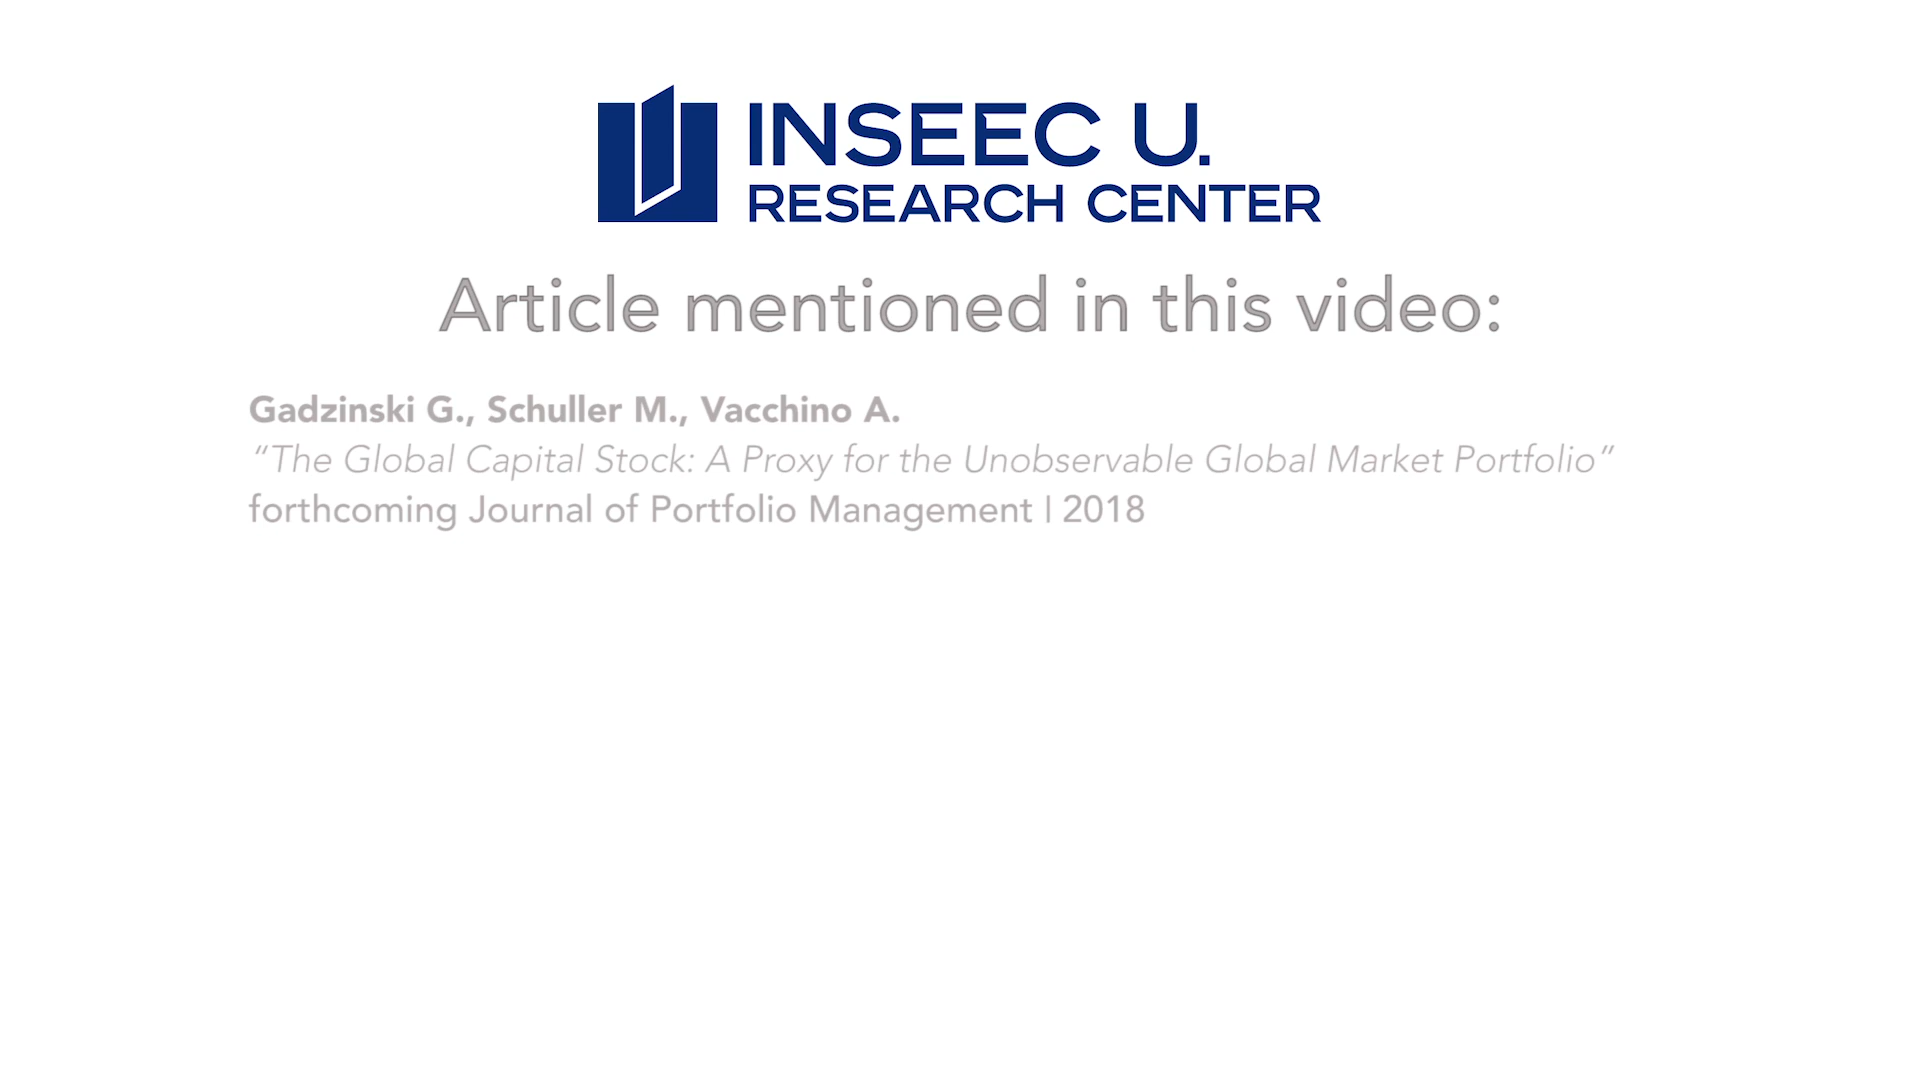 INSEEC U.
RESEARCH CENTER
Article mentioned in this video:
Gadzinski G., Schuller M., Vacchino A.
“The Global Capital Stock: A Proxy for the Unobservable Global Market Portfolio”
forthcoming Journal of Portfolio Management | 2018